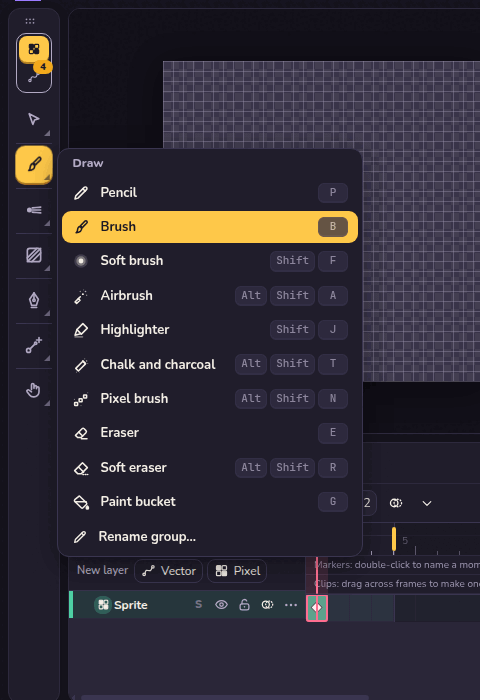 4
Draw
Pencil P
Brush B
Soft brush Shift F
Airbrush Alt Shift A
Highlighter Shift J
Chalk and charcoal Alt Shift T
Pixel brush Alt Shift N
Eraser E
Soft eraser Alt Shift R
Paint bucket G
Rename group...
2
5
Markers: double-click to name a mom
New layer Vector Pixel
Clips: drag across frames to make one
Sprite S